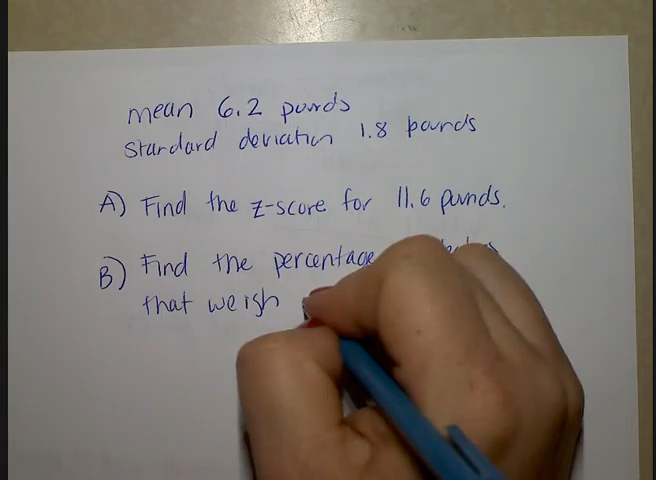 mean 6.2 pounds
standard deviation 1.8 pounds
A) Find the z-score for 11.6 pounds.
B) Find the percentage
that weigh